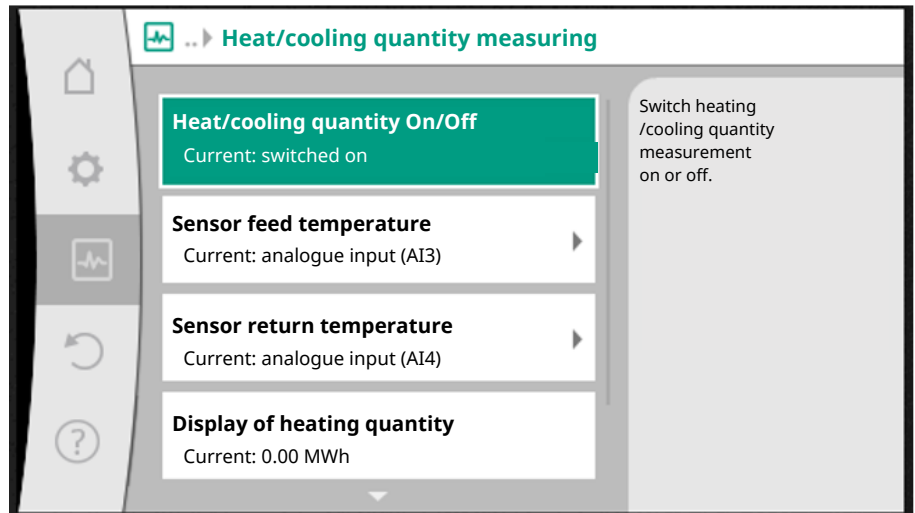 .. Heat/cooling quantity measuring
Heat/cooling quantity On/Off
Current: switched on
Sensor feed temperature
Current: analogue input (AI3)
Sensor return temperature
Current: analogue input (AI4)
Display of heating quantity
Current: 0.00 MWh
Switch heating
/cooling quantity
measurement
on or off.
?